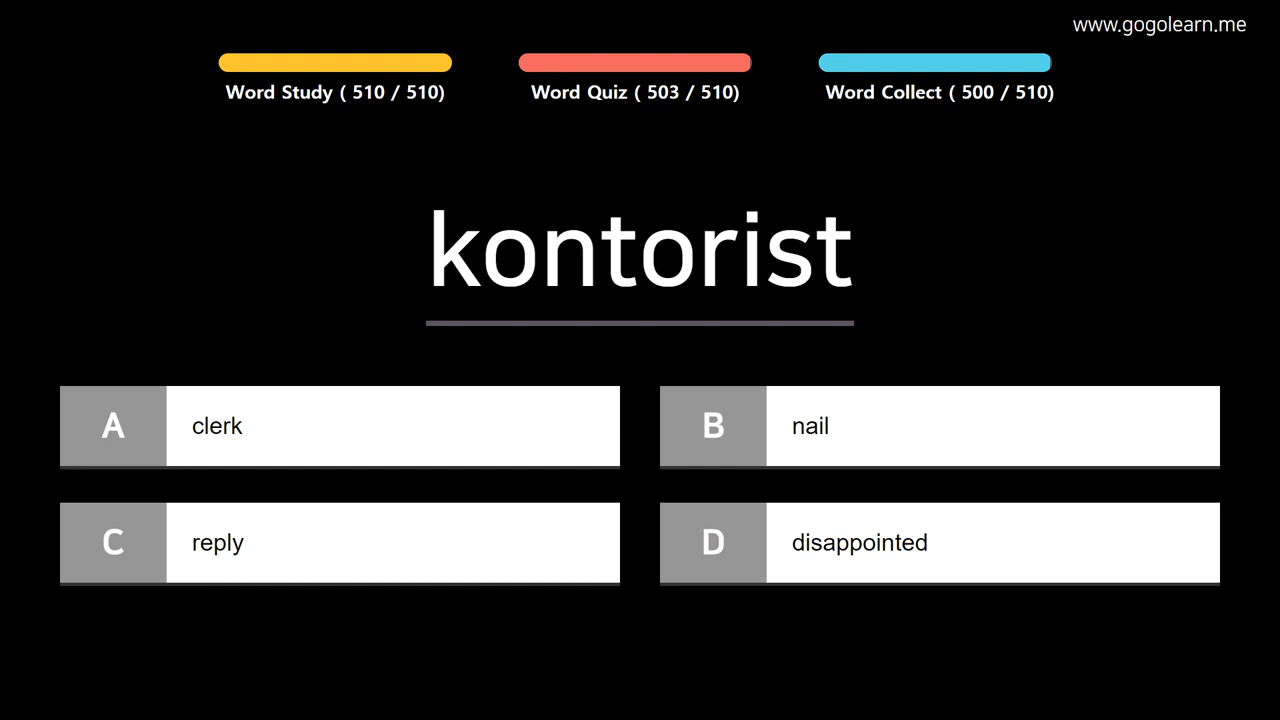 www.gogolearn.me
Word Study ( 510 / 510)
Word Quiz ( 503 / 510)
Word Collect ( 500 / 510)
kontorist
A clerk
B nail
C reply
D disappointed